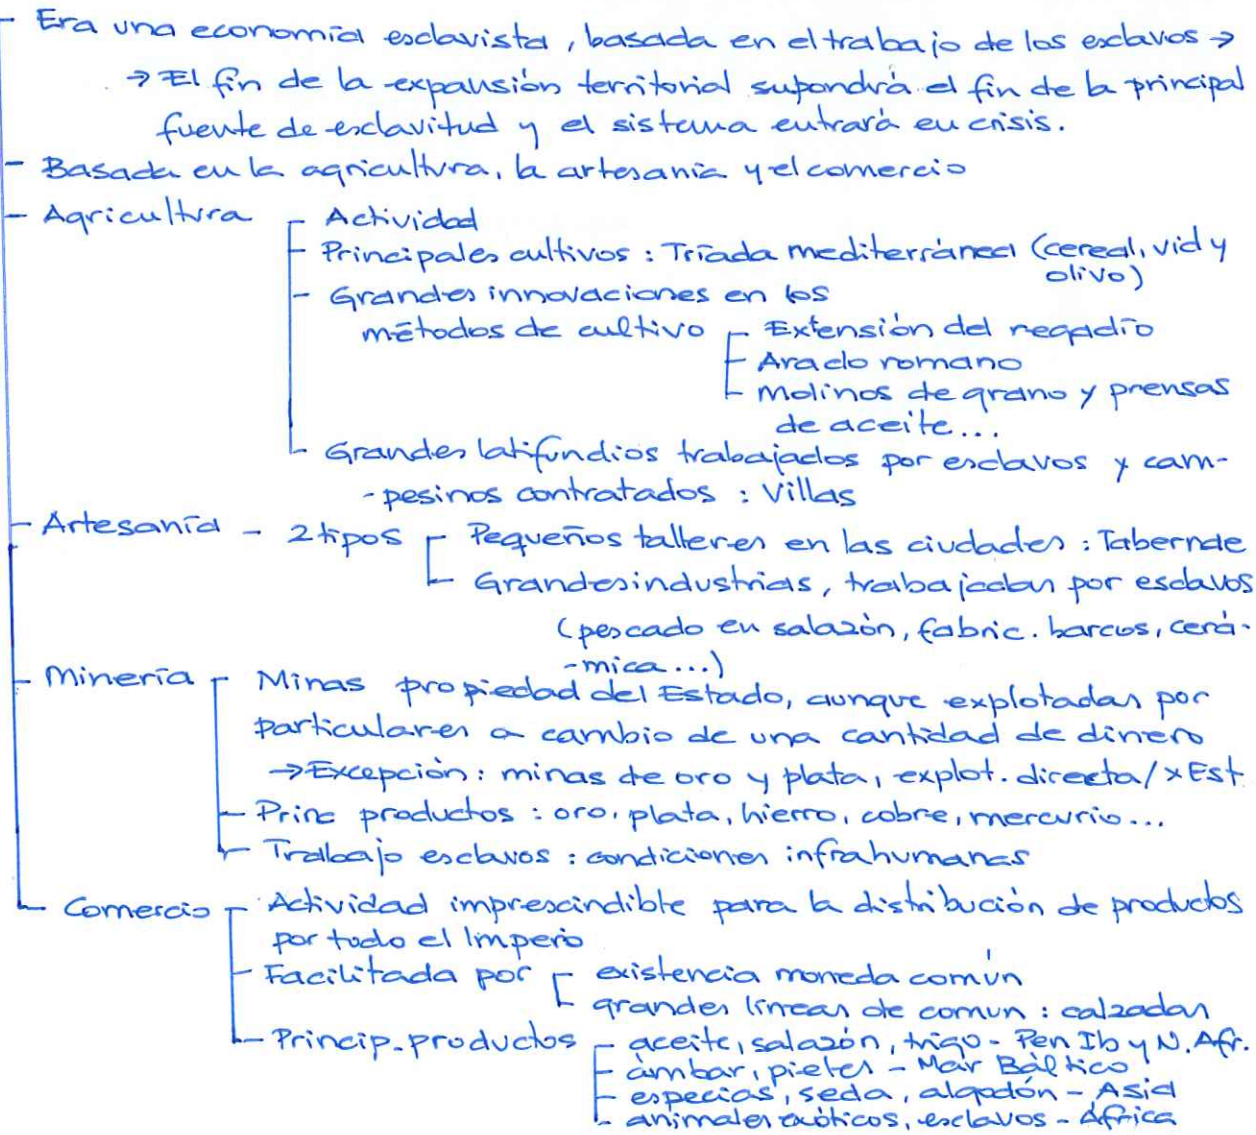 - Era una economía esclavista, basada en el trabajo de los esclavos →
→ El fin de la expansión territorial supondrá el fin de la principal
fuente de esclavitud y el sistema entrará en crisis.
- Basada en la agricultura, la artesanía y el comercio
- Agricultura - Actividad
- Principales cultivos : Tríada mediterránea (cereal, vid y
olivo)
- Grandes innovaciones en los
métodos de cultivo - Extensión del regadío
- Arado romano
- Molinos de grano y prensas
de aceite...
- Grandes latifundios trabajados por esclavos y cam-
-pesinos contratados : Villas
- Artesanía - 2 tipos - Pequeños talleres en las ciudades : Tabernae
- Grandes industrias, trabajadas por esclavos
(pescado en salazón, fabric. barcos, cerá-
-mica...)
- Minería - Minas propiedad del Estado, aunque explotadas por
particulares a cambio de una cantidad de dinero
→ Excepción: minas de oro y plata, explot. directa/ x Est.
- Princ productos : oro, plata, hierro, cobre, mercurio...
- Trabajo esclavos : condiciones infrahumanas
- Comercio - Actividad imprescindible para la distribución de productos
por todo el Imperio
- Facilitada por - existencia moneda común
- grandes líneas de comun : calzadas
- Princip. productos - aceite, salazón, trigo - Pen Ib y N. Afr.
- ámbar, pieles - Mar Báltico
- especias, seda, algodón - Asia
- animales exóticos, esclavos - África